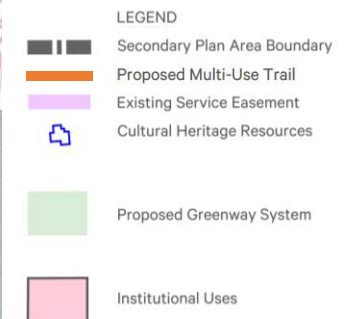 LEGEND
Secondary Plan Area Boundary
Proposed Multi-Use Trail
Existing Service Easement
Cultural Heritage Resources
Proposed Greenway System
Institutional Uses